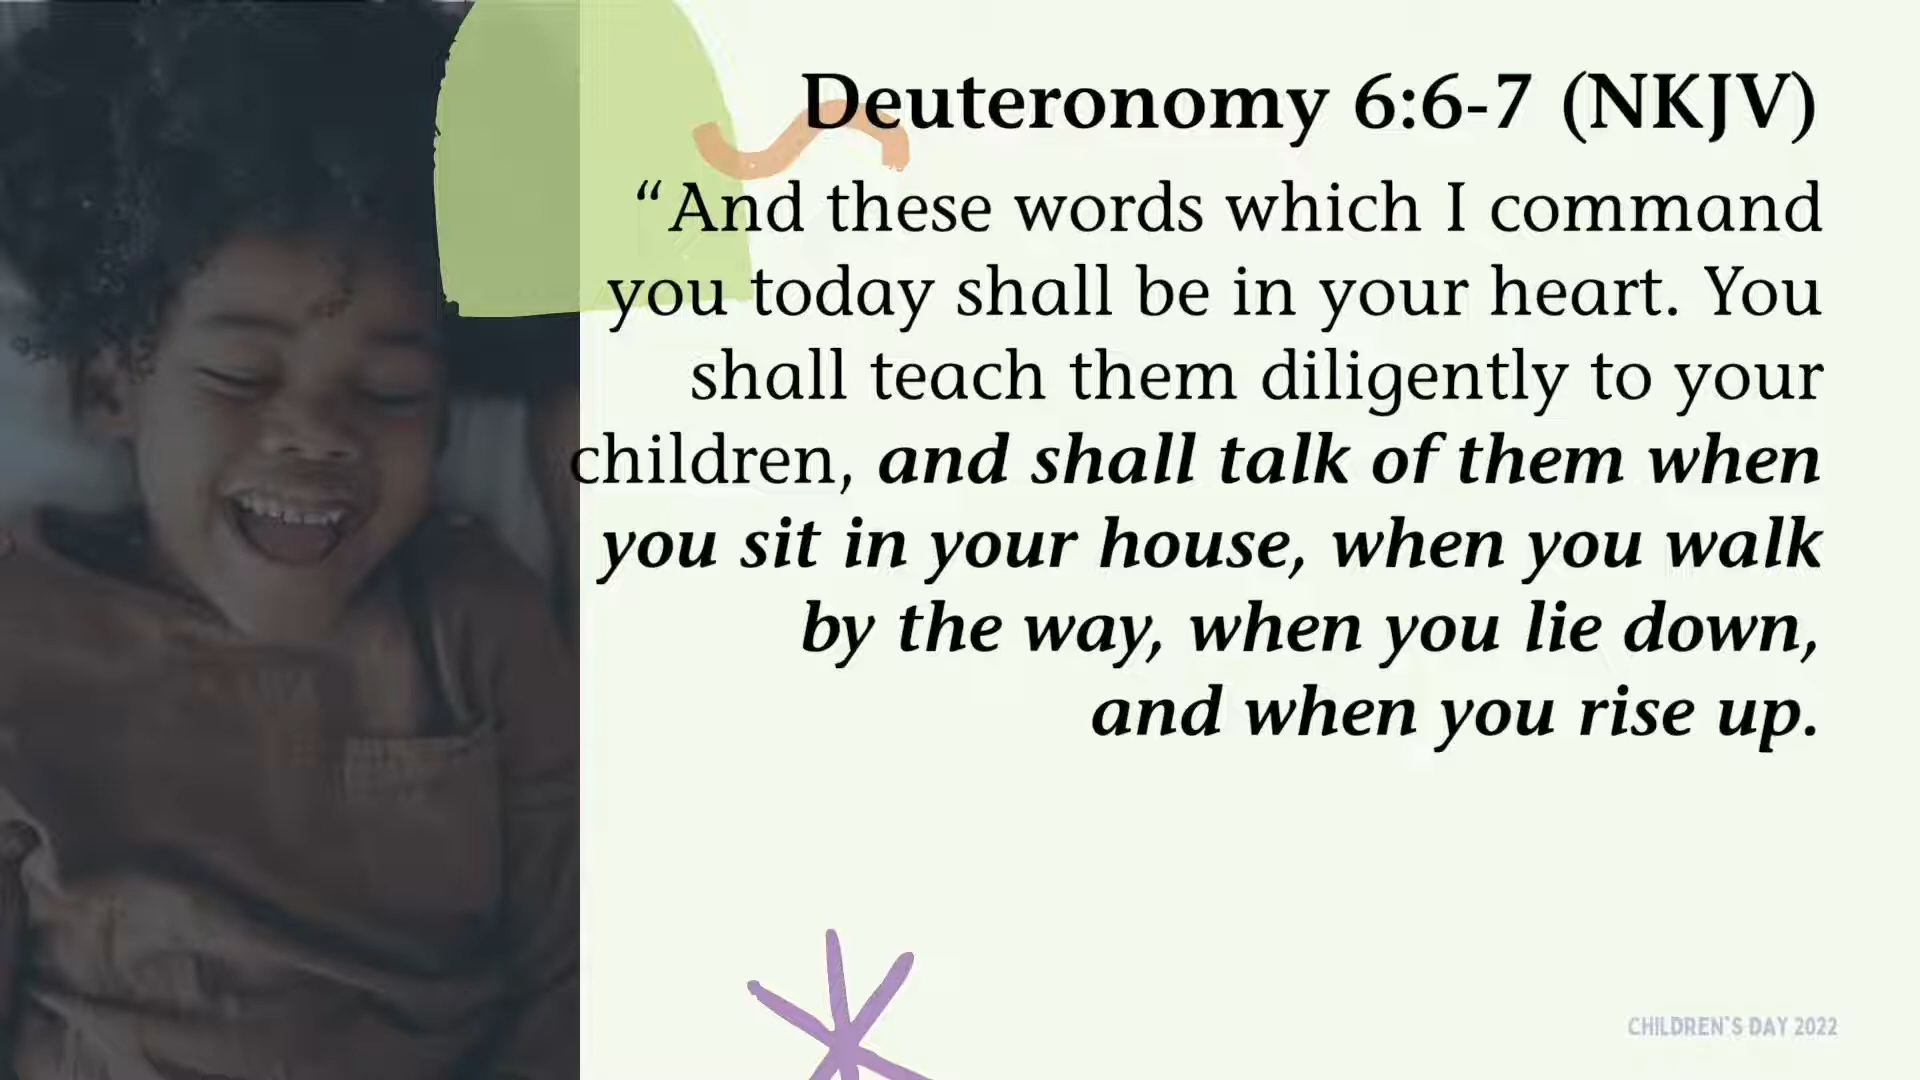 Deuteronomy 6:6-7 (NKJV)
“And these words which I command
you today shall be in your heart. You
shall teach them diligently to your
children, and shall talk of them when
you sit in your house, when you walk
by the way, when you lie down,
and when you rise up.
CHILDREN'S DAY 2022